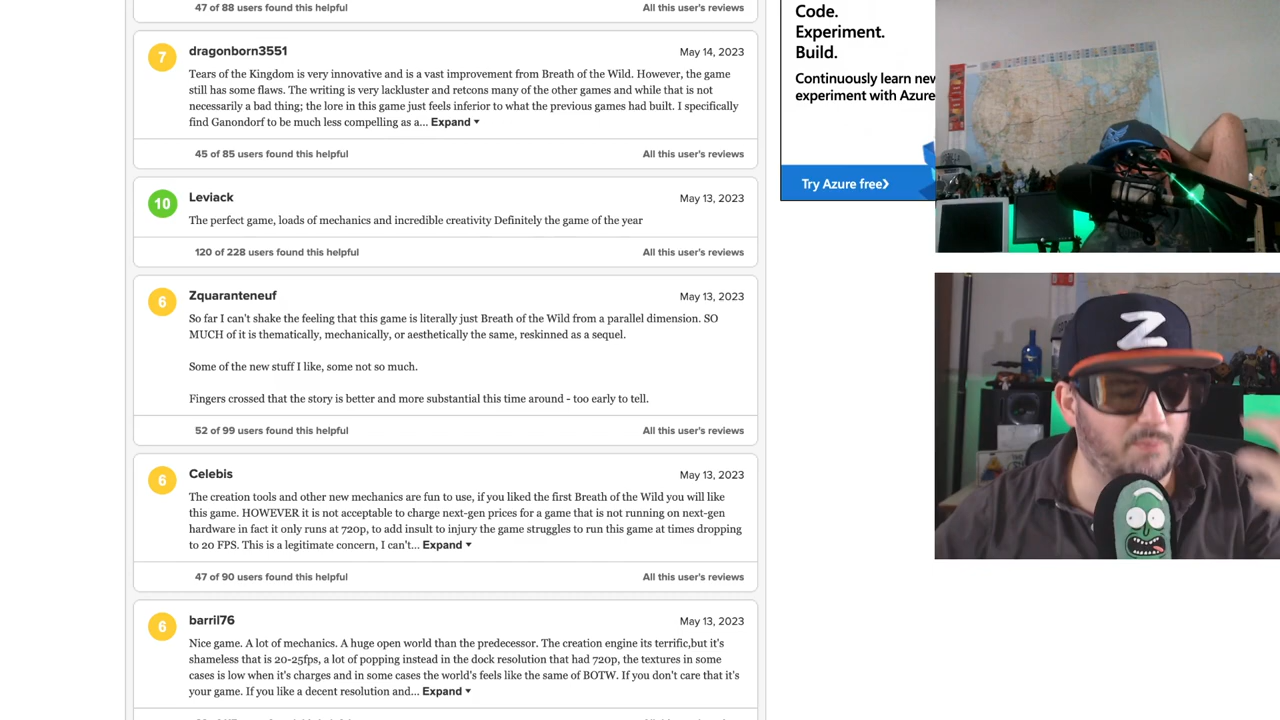 47 of 88 users found this helpful
All this user's reviews
7
dragonborn3551
May 14, 2023
Tears of the Kingdom is very innovative and is a vast improvement from Breath of the Wild. However, the game
still has some flaws. The writing is very lackluster and retcons many of the other games and while that is not
necessarily a bad thing; the lore in this game just feels inferior to what the previous games had built. I specifically
find Ganondorf to be much less compelling as a... Expand
45 of 85 users found this helpful
All this user's reviews
10
Leviack
May 13, 2023
The perfect game, loads of mechanics and incredible creativity Definitely the game of the year
120 of 228 users found this helpful
All this user's reviews
6
Zquaranteneuf
May 13, 2023
So far I can't shake the feeling that this game is literally just Breath of the Wild from a parallel dimension. SO
MUCH of it is thematically, mechanically, or aesthetically the same, reskinned as a sequel.
Some of the new stuff I like, some not so much.
Fingers crossed that the story is better and more substantial this time around - too early to tell.
52 of 99 users found this helpful
All this user's reviews
6
Celebis
May 13, 2023
The creation tools and other new mechanics are fun to use, if you liked the first Breath of the Wild you will like
this game. HOWEVER it is not acceptable to charge next-gen prices for a game that is not running on next-gen
hardware in fact it only runs at 720p, to add insult to injury the game struggles to run this game at times dropping
to 20 FPS. This is a legitimate concern, I can't... Expand
47 of 90 users found this helpful
All this user's reviews
6
barril76
May 13, 2023
Nice game. A lot of mechanics. A huge open world than the predecessor. The creation engine its terrific,but it's
shameless that is 20-25fps, a lot of popping instead in the dock resolution that had 720p, the textures in some
cases is low when it's charges and in some cases the world's feels like the same of BOTW. If you don't care that it's
your game. If you like a decent resolution and... Expand
All this user's reviews
Code.
Experiment.
Build.
Continuously learn new
experiment with Azure
Try Azure free
Z